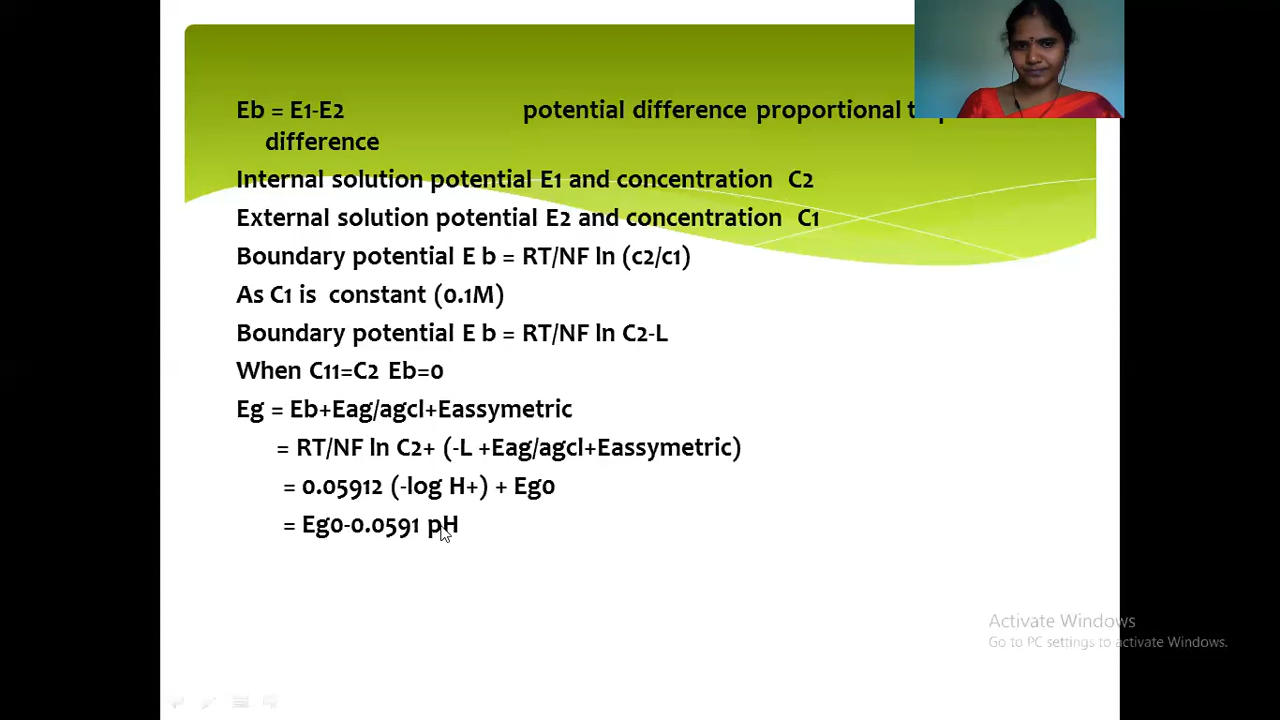 Eb = E1-E2 potential difference proportional
difference
Internal solution potential E1 and concentration C2
External solution potential E2 and concentration C1
Boundary potential E b = RT/NF ln (c2/c1)
As C1 is constant (0.1M)
Boundary potential E b = RT/NF ln C2-L
When C11=C2 Eb=0
Eg = Eb+Eag/agcl+Eassymetric
= RT/NF ln C2+ (-L +Eag/agcl+Eassymetric)
= 0.05912 (-log H+) + Eg0
= Eg0-0.0591 pH
Activate Windows
Go to PC settings to activate Windows.